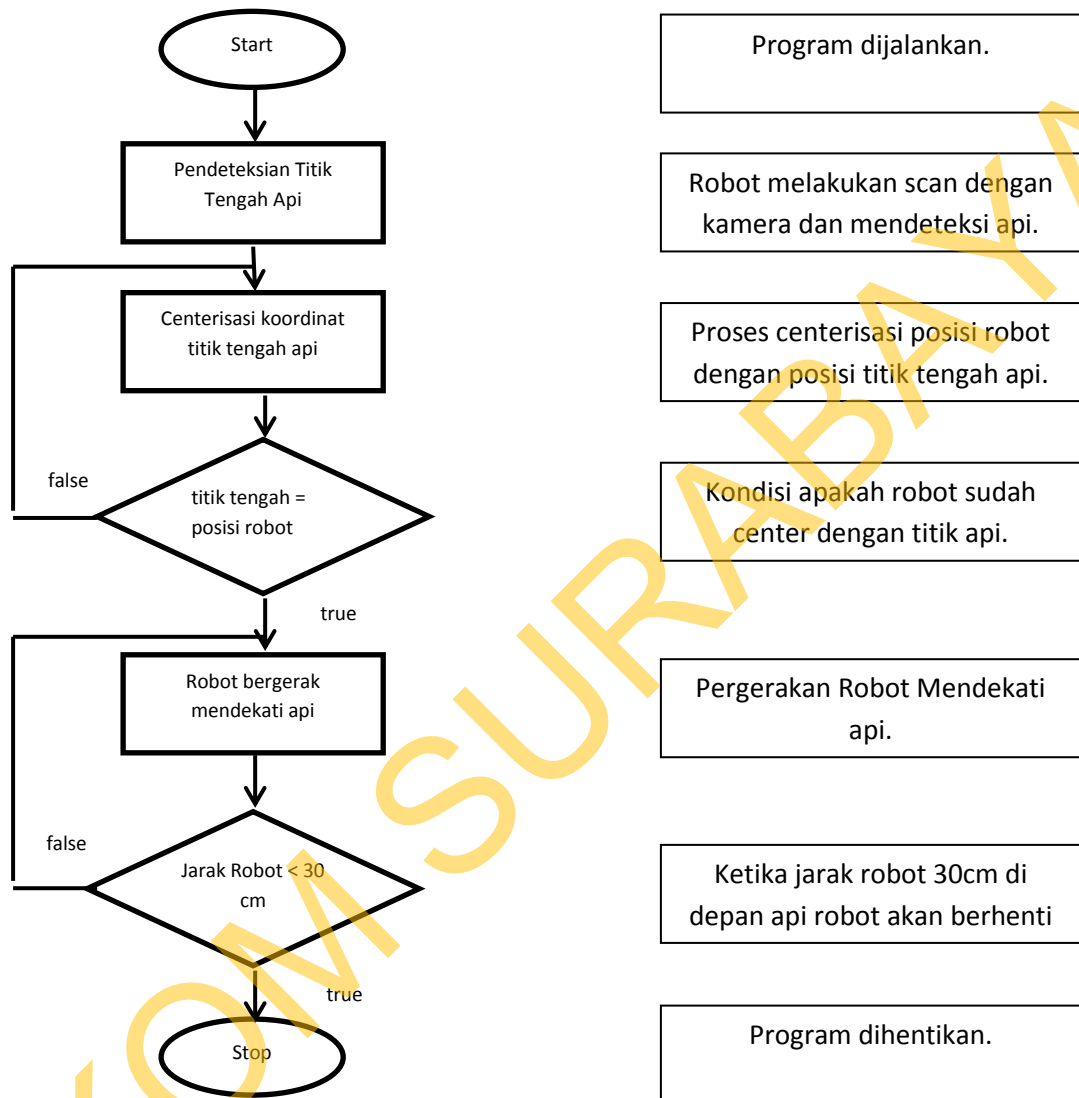 Start
Program dijalankan.
Pendeteksian Titik
Tengah Api
Robot melakukan scan dengan
kamera dan mendeteksi api.
Centerisasi koordinat
titik tengah api
Proses centerisasi posisi robot
dengan posisi titik tengah api.
false
titik tengah =
posisi robot
Kondisi apakah robot sudah
center dengan titik api.
true
Robot bergerak
mendekati api
Pergerakan Robot Mendekati
api.
false
Jarak Robot < 30
cm
Ketika jarak robot 30cm di
depan api robot akan berhenti
true
Stop
Program dihentikan.
OM SURABAYA